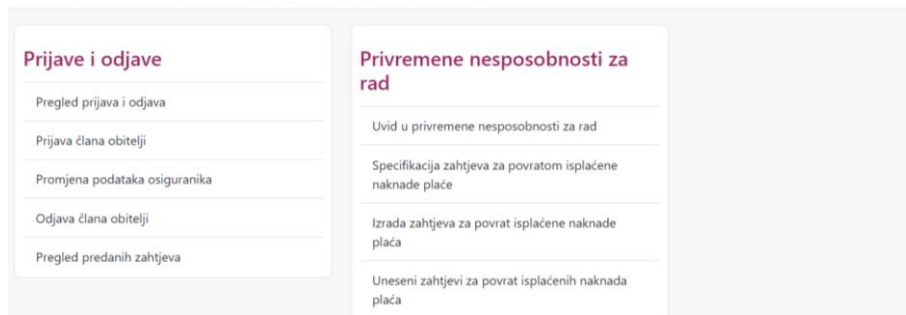 Prijave i odjave
Pregled prijava i odjava
Prijava člana obitelji
Promjena podataka osiguranika
Odjava člana obitelji
Pregled predanih zahtjeva
Privremene nesposobnosti za
rad
Uvid u privremene nesposobnosti za rad
Specifikacija zahtjeva za povratom isplaćene
naknade plaće
Izrada zahtjeva za povrat isplaćene naknade
plaća
Uneseni zahtjevi za povrat isplaćenih naknada
plaća